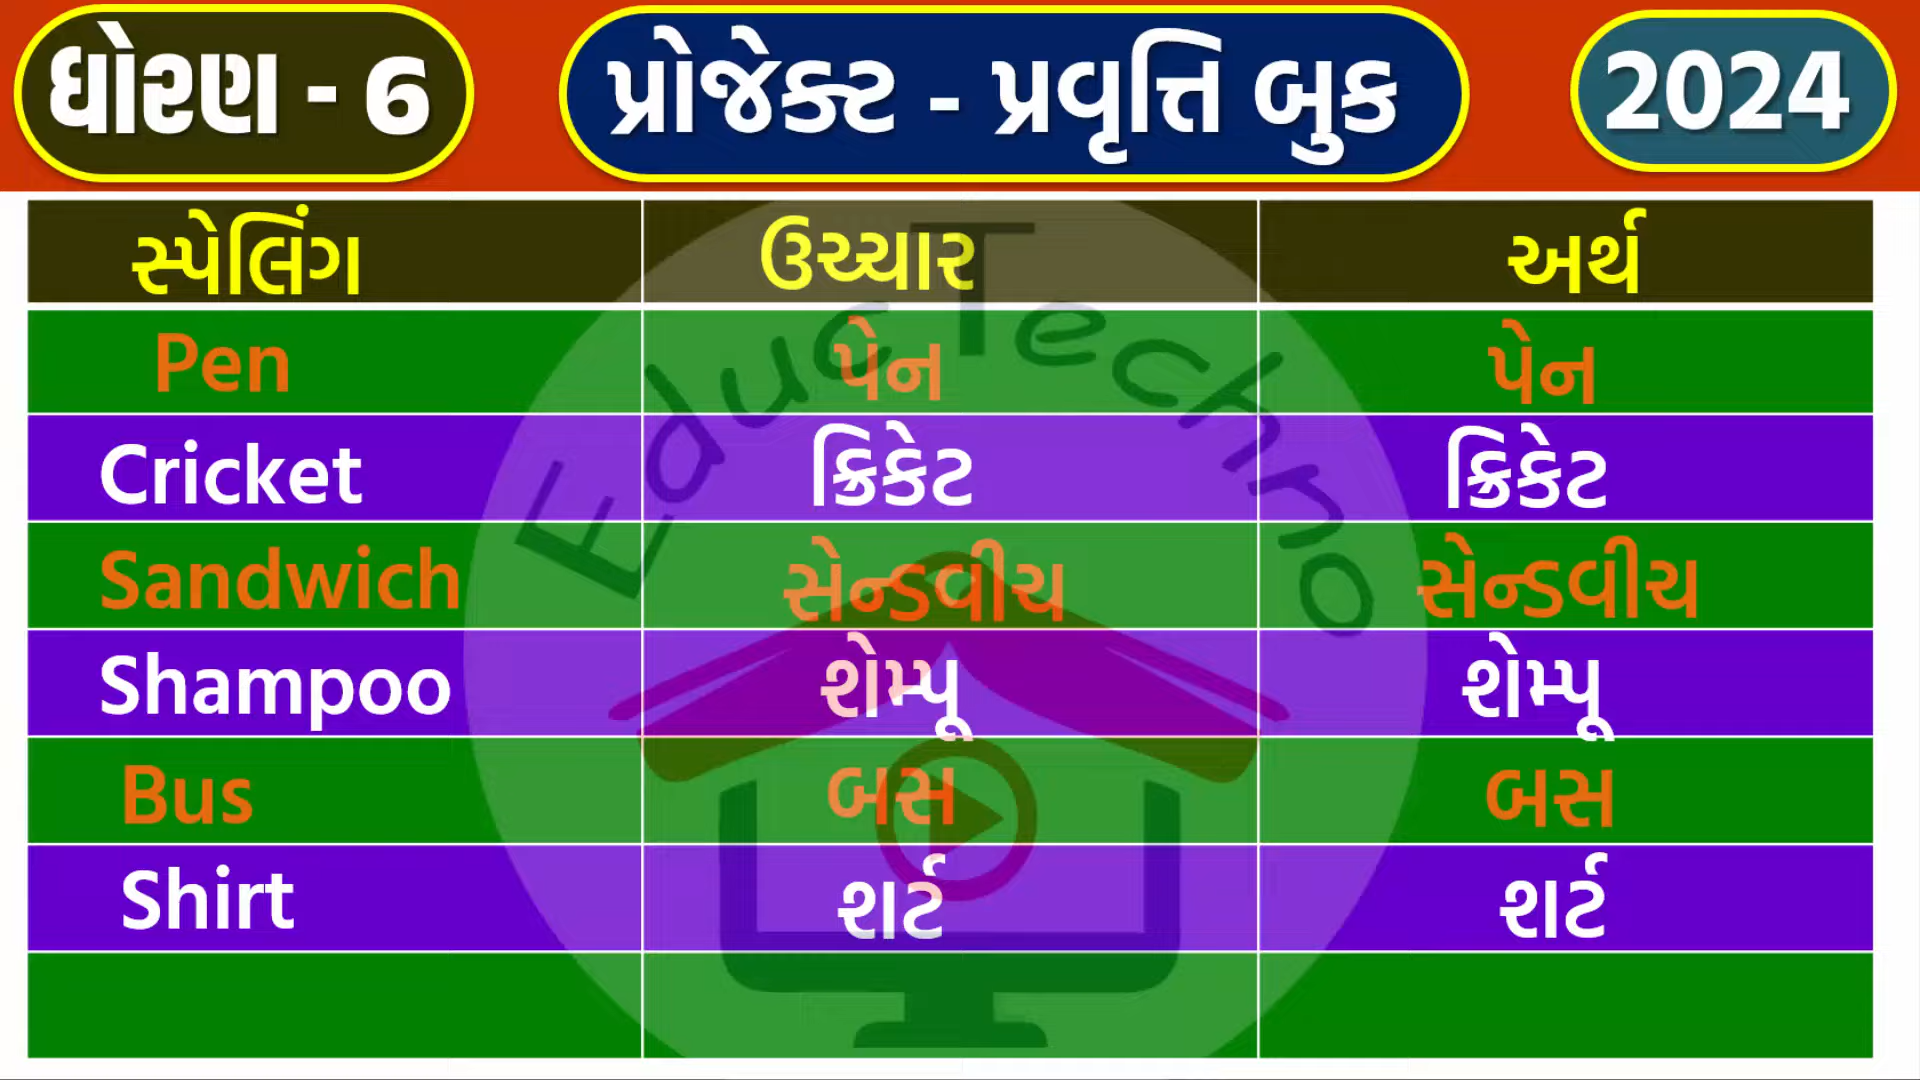 ધોરણ - 6 પ્રોજેક્ટ - પ્રવૃત્તિ બુક 2024
સ્પેલિંગ ઉચ્ચાર અર્થ
Pen પેન પેન
Cricket ક્રિકેટ ક્રિકેટ
Sandwich સેન્ડવીચ સેન્ડવીચ
Shampoo શેમ્પૂ શેમ્પૂ
Bus બસ બસ
Shirt શર્ટ શર્ટ
EducTechno